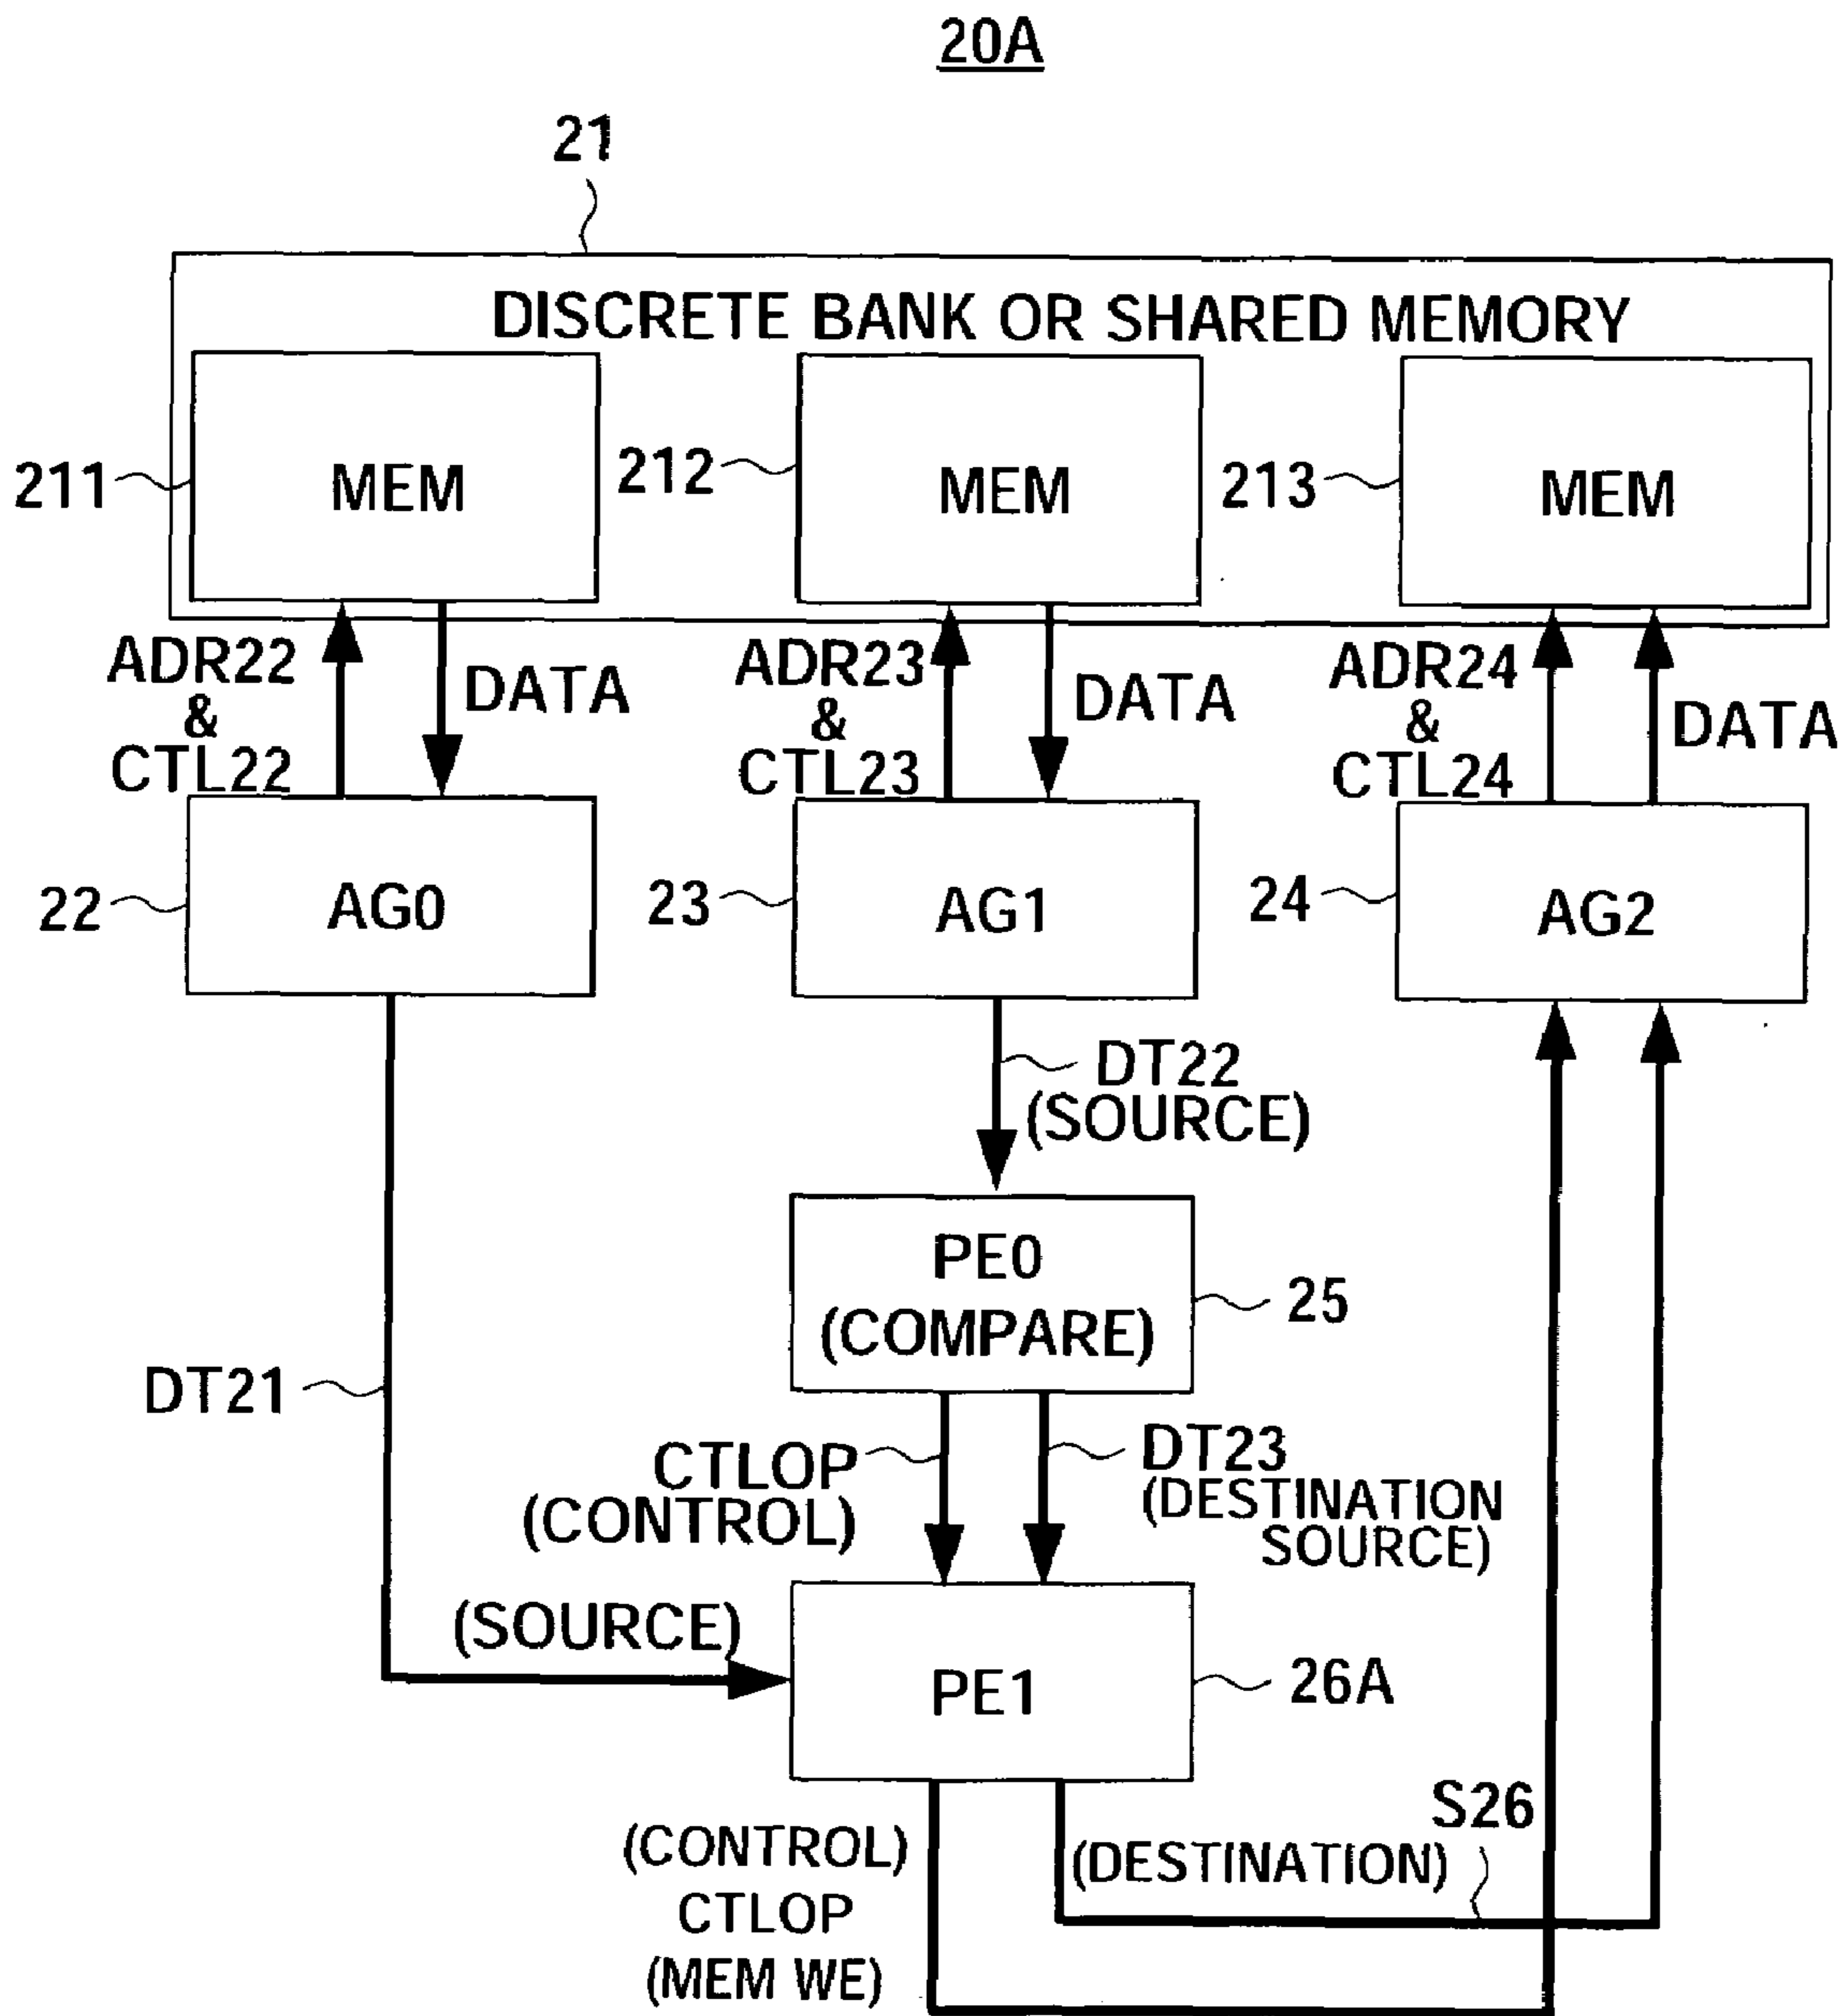 20A
21
DISCRETE BANK OR SHARED MEMORY
211
MEM
212
MEM
213
MEM
ADR22
&
CTL22
DATA
ADR23
&
CTL23
DATA
ADR24
&
CTL24
DATA
22
AG0
23
AG1
24
AG2
DT22
(SOURCE)
PE0
(COMPARE)
25
DT21
CTLOP
(CONTROL)
DT23
(DESTINATION
SOURCE)
(SOURCE)
PE1
26A
S26
(CONTROL)
CTLOP
(MEM WE)
(DESTINATION)